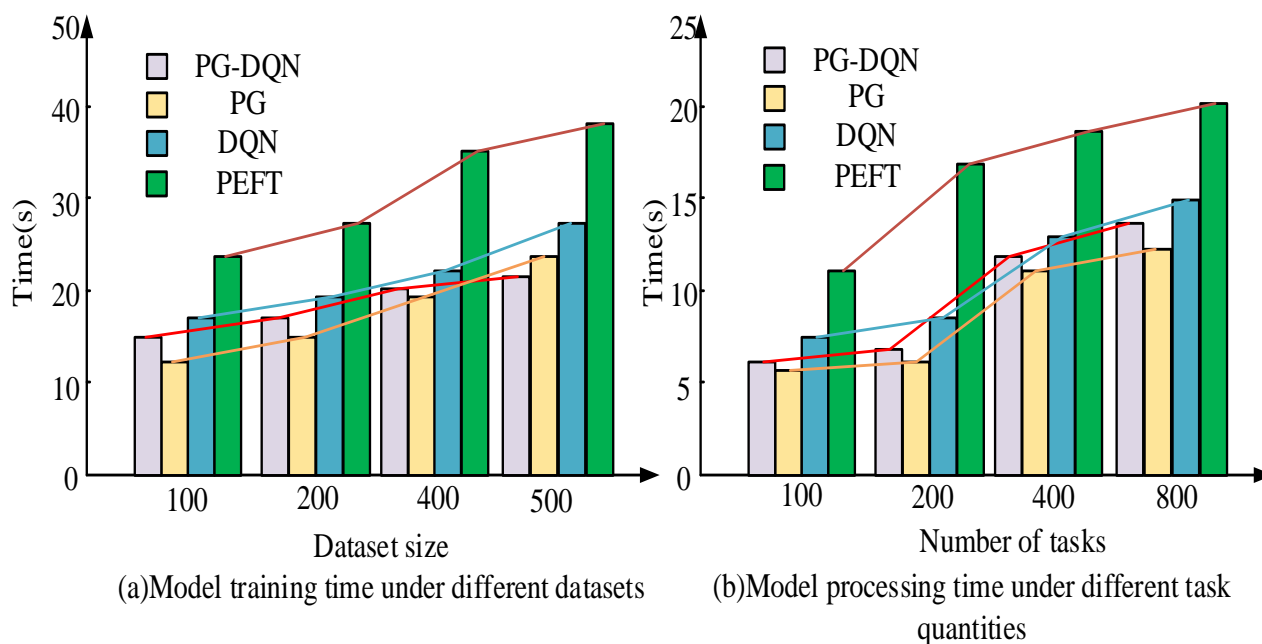 50
40
30
20
10
0
Time(s)
PG-DQN
PG
DQN
PEFT
100 200 400 500
Dataset size
(a)Model training time under different datasets
25
20
15
10
5
0
Time(s)
PG-DQN
PG
DQN
PEFT
100 200 400 800
Number of tasks
(b)Model processing time under different task
quantities